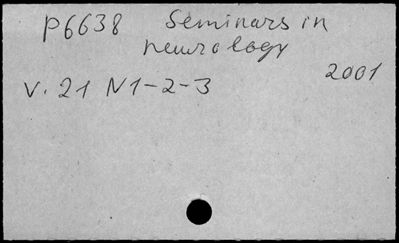 P6638 Seminars in
neurology
2001
V. 21 N1-2-3